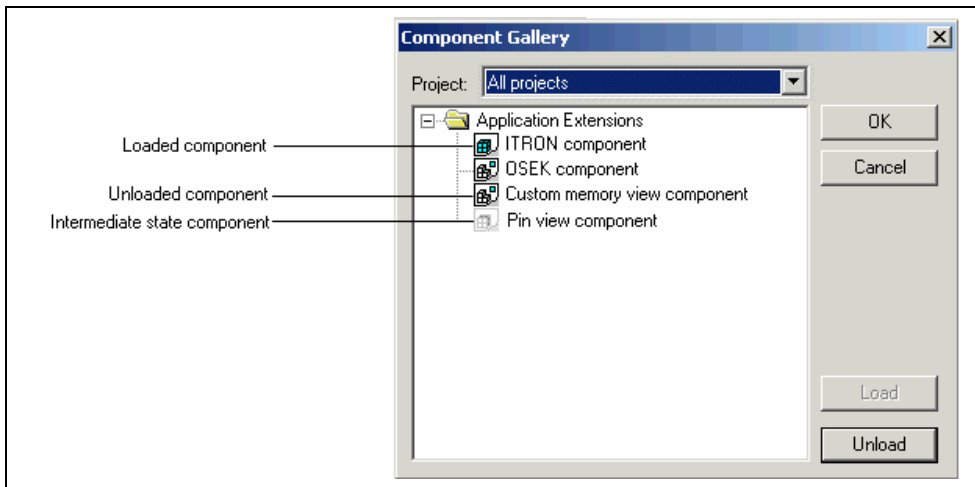 Component Gallery
Project: All projects
Application Extensions
OK
Loaded component
ITRON component
OSEK component
Cancel
Unloaded component
Custom memory view component
Intermediate state component
Pin view component
Load
Unload